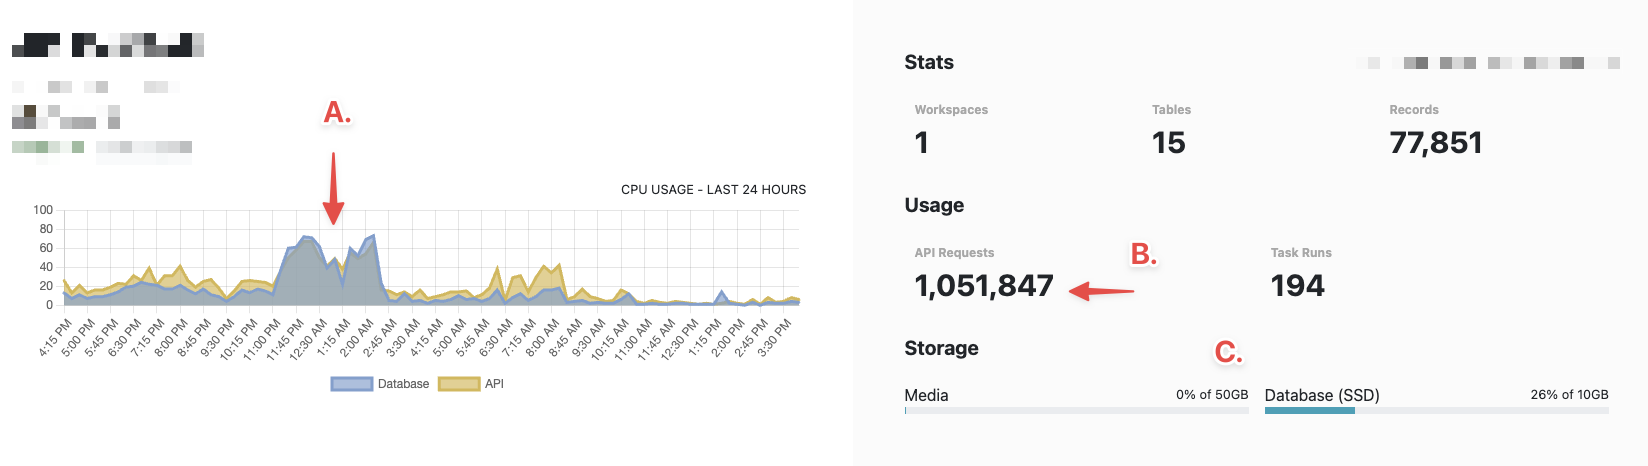 A.
CPU USAGE - LAST 24 HOURS
100
80
60
40
20
0
4:15 PM 5:00 PM 5:45 PM 6:30 PM 7:15 PM 8:00 PM 8:45 PM 9:30 PM 10:15 PM 11:00 PM 11:45 PM 12:30 AM 1:15 AM 2:00 AM 2:45 AM 3:30 AM 4:15 AM 5:00 AM 5:45 AM 6:30 AM 7:15 AM 8:00 AM 8:45 AM 9:30 AM 10:15 AM 11:00 AM 11:45 AM 12:30 PM 1:15 PM 2:00 PM 2:45 PM 3:30 PM
Database API
Stats
Workspaces Tables Records
1 15 77,851
Usage
API Requests B. Task Runs
1,051,847 194
Storage C.
Media 0% of 50GB Database (SSD) 26% of 10GB